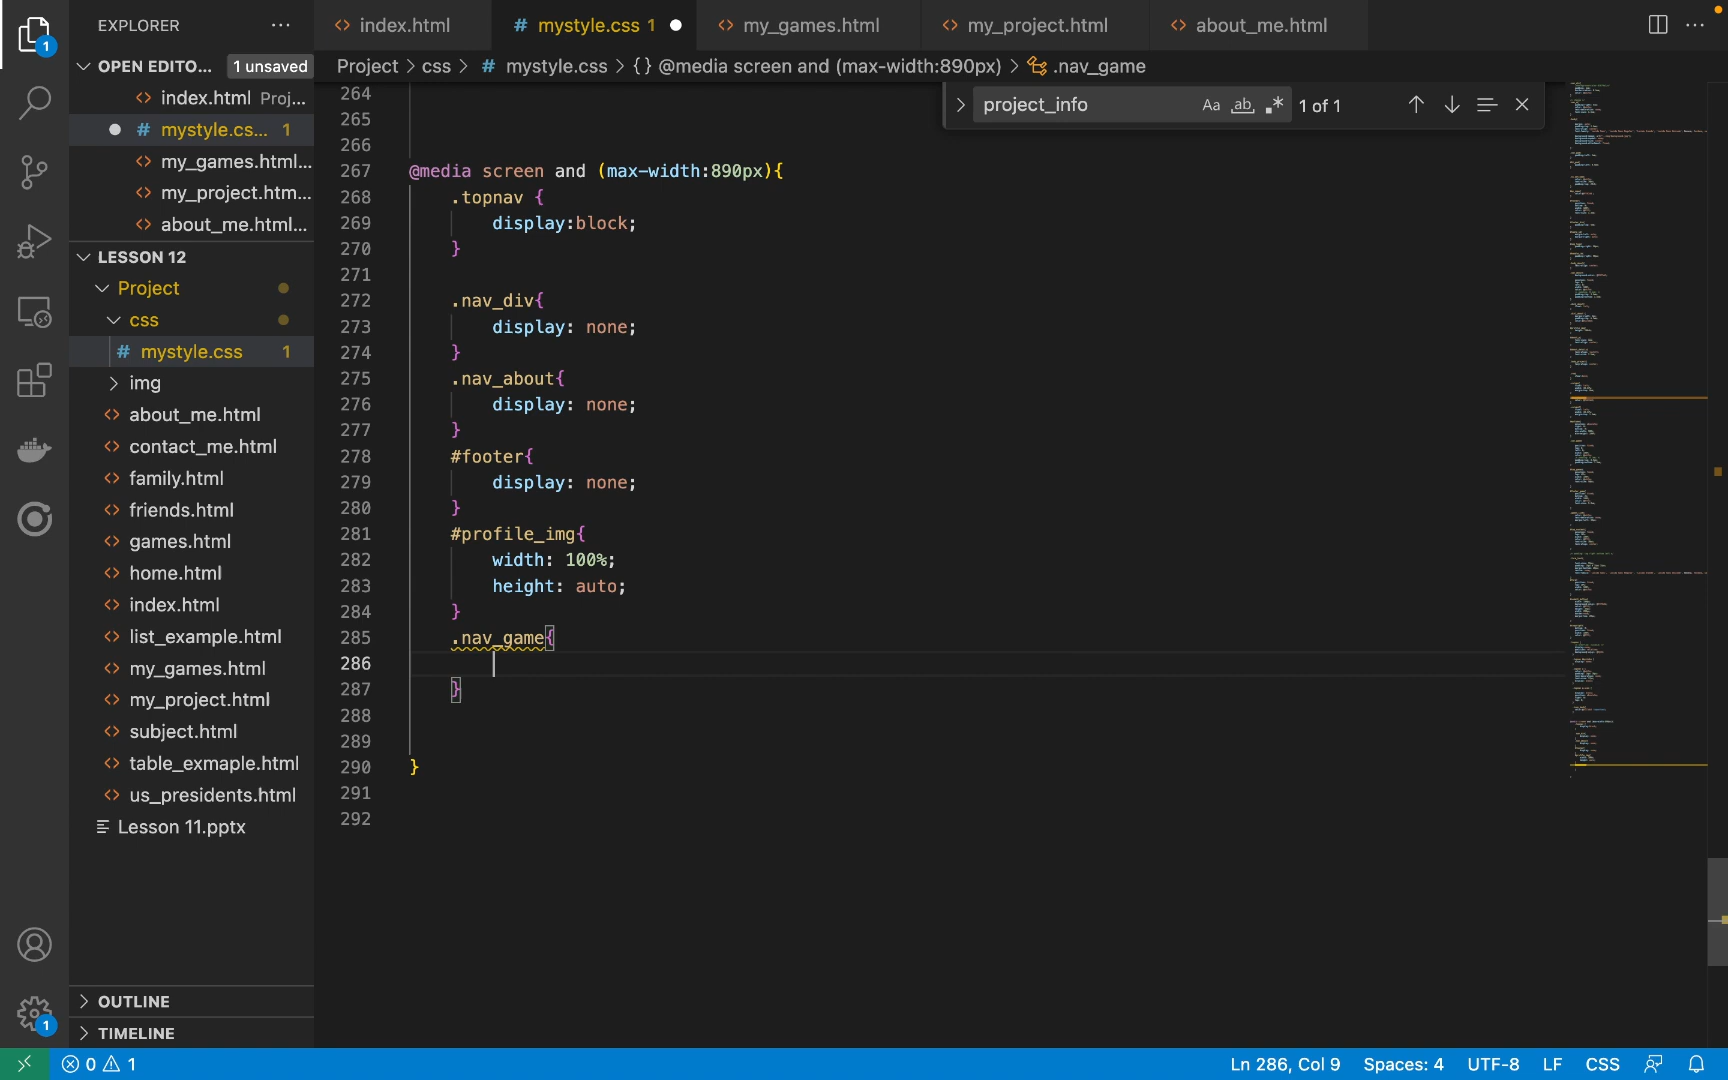 EXPLORER ...
index.html
# mystyle.css 1
my_games.html
my_project.html
about_me.html
OPEN EDITO... 1 unsaved
Project > css > # mystyle.css > {} @media screen and (max-width:890px) > .nav_game
index.html Proj...
# mystyle.cs... 1
my_games.html...
my_project.htm...
about_me.html...
LESSON 12
Project
css
# mystyle.css 1
img
about_me.html
contact_me.html
family.html
friends.html
games.html
home.html
index.html
list_example.html
my_games.html
my_project.html
subject.html
table_exmaple.html
us_presidents.html
Lesson 11.pptx
OUTLINE
TIMELINE
1
1
project_info Aa ab .* 1 of 1
264
265
266
267 @media screen and (max-width:890px){
268 .topnav {
269 display:block;
270 }
271
272 .nav_div{
273 display: none;
274 }
275 .nav_about{
276 display: none;
277 }
278 #footer{
279 display: none;
280 }
281 #profile_img{
282 width: 100%;
283 height: auto;
284 }
285 .nav_game{
286
287 }
288
289
290 }
291
292
0 1
Ln 286, Col 9 Spaces: 4 UTF-8 LF CSS